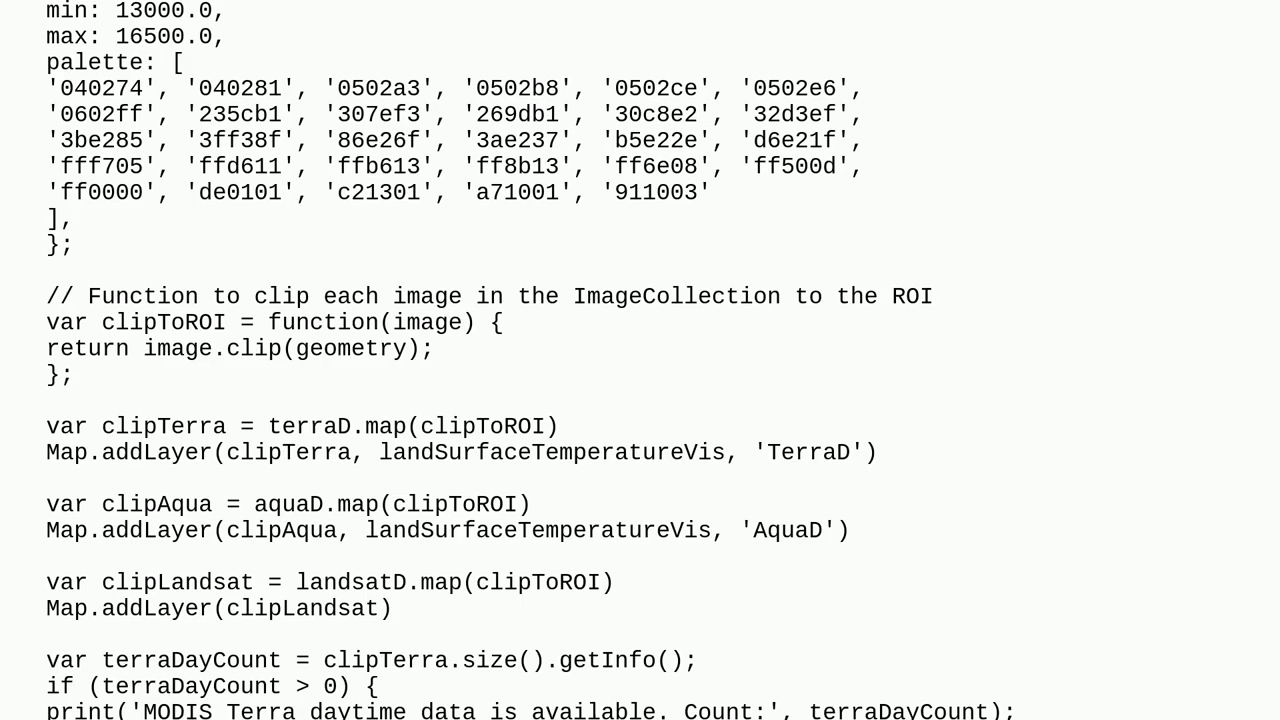 min: 13000.0,
max: 16500.0,
palette: [
'040274', '040281', '0502a3', '0502b8', '0502ce', '0502e6',
'0602ff', '235cb1', '307ef3', '269db1', '30c8e2', '32d3ef',
'3be285', '3ff38f', '86e26f', '3ae237', 'b5e22e', 'd6e21f',
'fff705', 'ffd611', 'ffb613', 'ff8b13', 'ff6e08', 'ff500d',
'ff0000', 'de0101', 'c21301', 'a71001', '911003'
],
};
// Function to clip each image in the ImageCollection to the ROI
var clipToROI = function(image) {
return image.clip(geometry);
};
var clipTerra = terraD.map(clipToROI)
Map.addLayer(clipTerra, landSurfaceTemperatureVis, 'TerraD')
var clipAqua = aquaD.map(clipToROI)
Map.addLayer(clipAqua, landSurfaceTemperatureVis, 'AquaD')
var clipLandsat = landsatD.map(clipToROI)
Map.addLayer(clipLandsat)
var terraDayCount = clipTerra.size().getInfo();
if (terraDayCount > 0) {
print('MODIS Terra daytime data is available. Count:', terraDayCount);